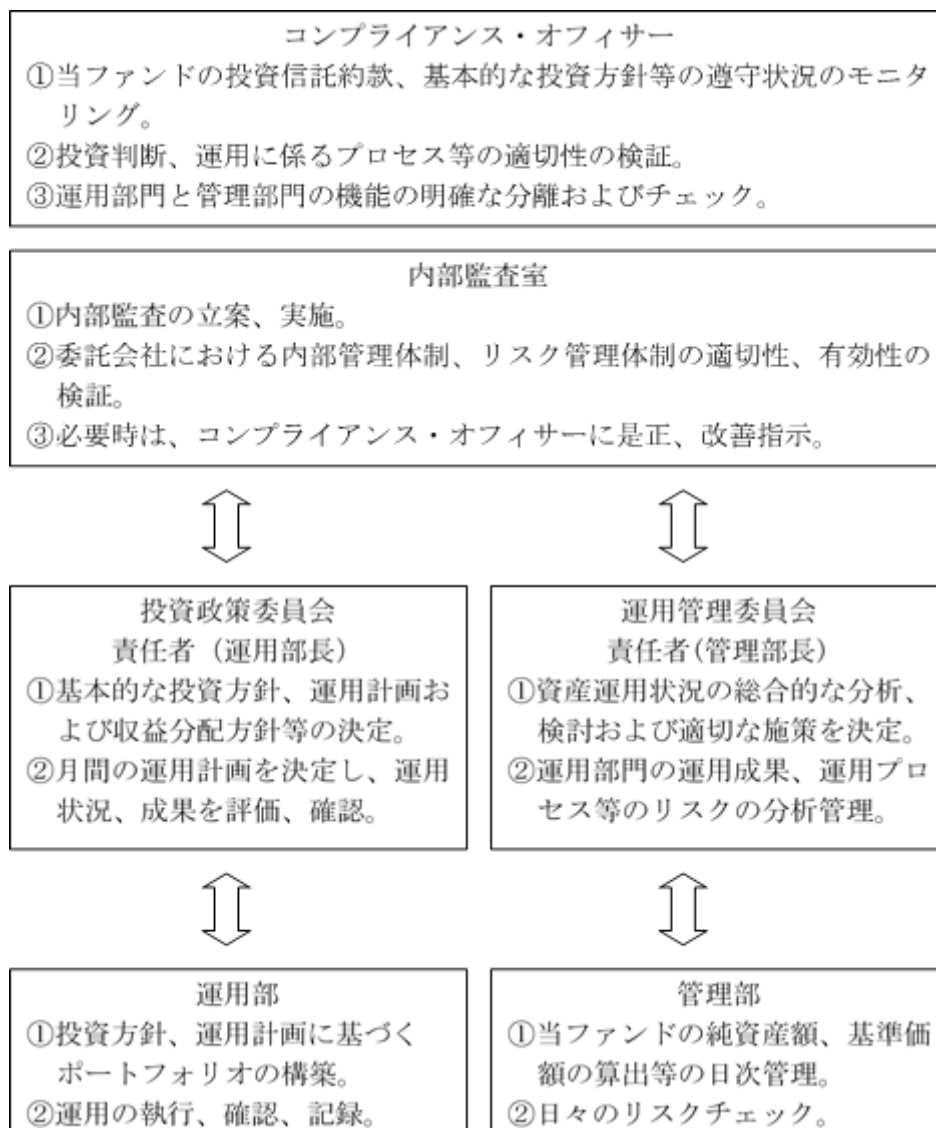 コンプライアンス・オフィサー
①当ファンドの投資信託約款、基本的な投資方針等の遵守状況のモニタ
リング。
②投資判断、運用に係るプロセス等の適切性の検証。
③運用部門と管理部門の機能の明確な分離およびチェック。
内部監査室
①内部監査の立案、実施。
②委託会社における内部管理体制、リスク管理体制の適切性、有効性の
検証。
③必要時は、コンプライアンス・オフィサーに是正、改善指示。
投資政策委員会
責任者（運用部長）
①基本的な投資方針、運用計画お
よび収益分配方針等の決定。
②月間の運用計画を決定し、運用
状況、成果を評価、確認。
運用管理委員会
責任者(管理部長)
①資産運用状況の総合的な分析、
検討および適切な施策を決定。
②運用部門の運用成果、運用プロ
セス等のリスクの分析管理。
運用部
①投資方針、運用計画に基づく
ポートフォリオの構築。
②運用の執行、確認、記録。
管理部
①当ファンドの純資産額、基準価
額の算出等の日次管理。
②日々のリスクチェック。